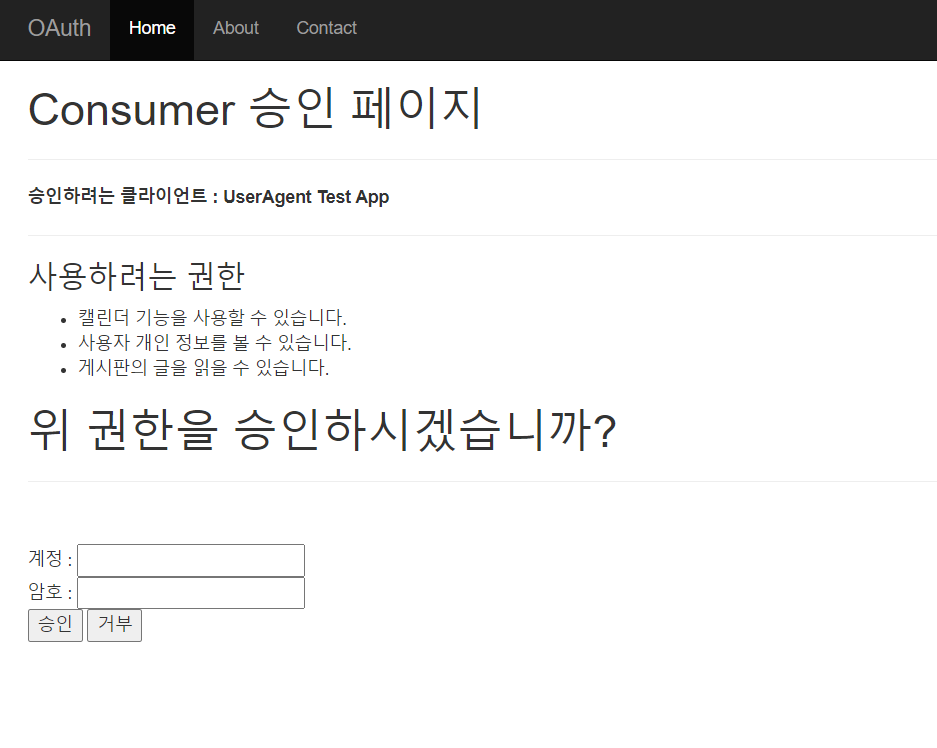 OAuth Home About Contact
Consumer 승인 페이지
승인하려는 클라이언트 : UserAgent Test App
사용하려는 권한
캘린더 기능을 사용할 수 있습니다.
사용자 개인 정보를 볼 수 있습니다.
게시판의 글을 읽을 수 있습니다.
위 권한을 승인하시겠습니까?
계정 :
암호 :
승인 거부